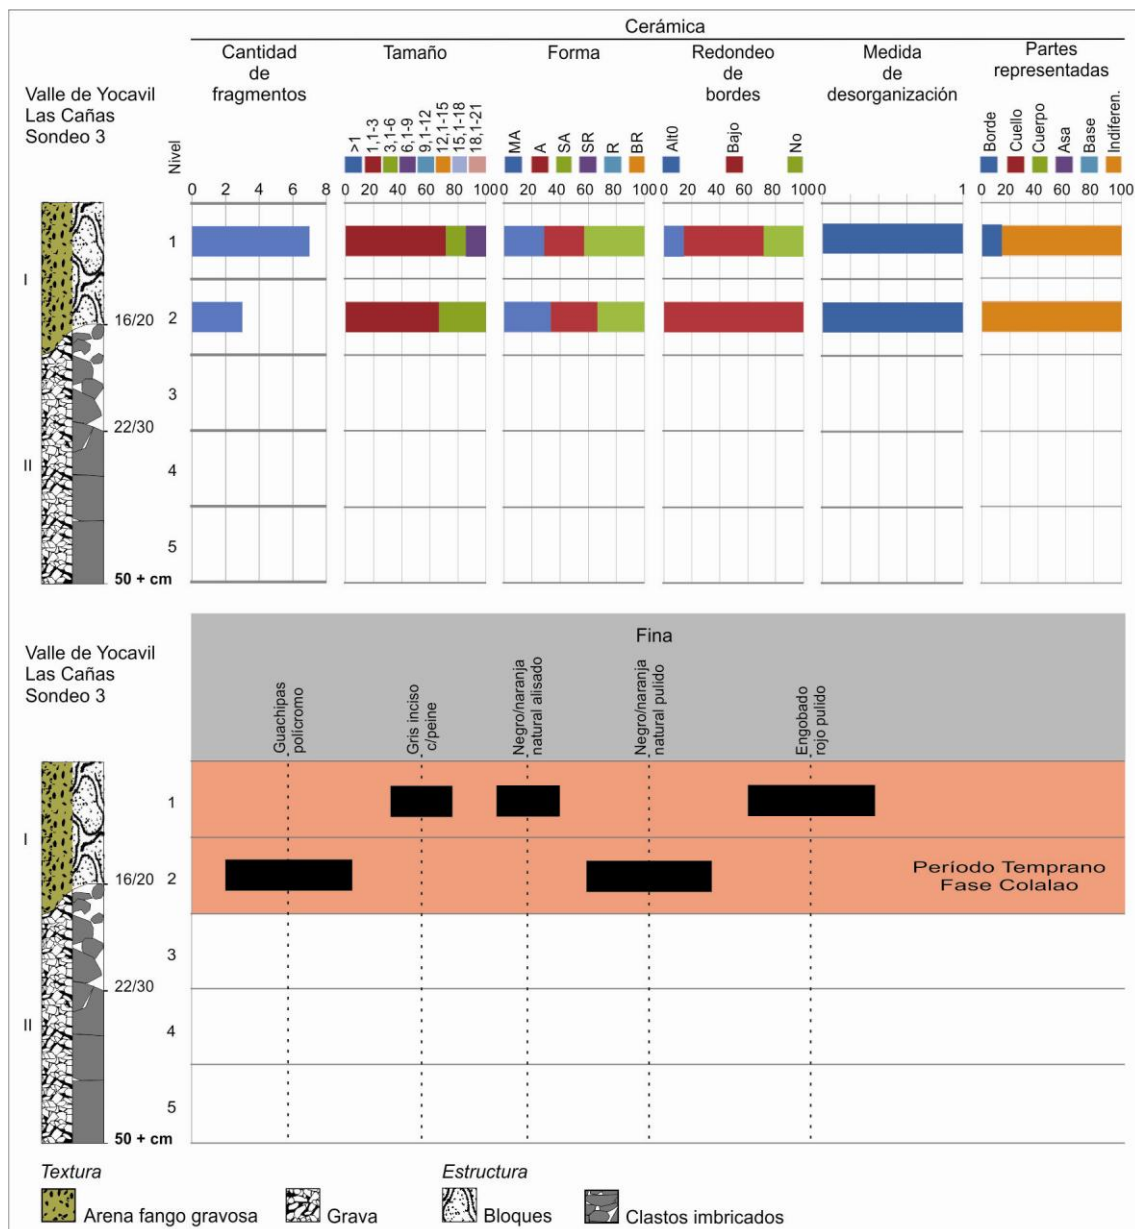 Cerámica
Cantidad
de
fragmentos
Tamaño
Forma
Redondeo
de
bordes
Medida
de
desorganización
Partes
representadas
Valle de Yocavil
Las Cañas
Sondeo 3
Nivel
>1
1,1-3
3,1-6
6,1-9
9,1-12
12,1-15
15,1-18
18,1-21
MA
A
SA
SR
R
BR
Alt0
Bajo
No
Borde
Cuello
Cuerpo
Asa
Base
Indiferen.
0 2 4 6 8
0 20 40 60 80 100
0 20 40 60 80 100
0 20 40 60 80 100
0 1
0 20 40 60 80 100
I
II
1
2
3
4
5
16/20
22/30
50 + cm
Valle de Yocavil
Las Cañas
Sondeo 3
Fina
Guachipas
policromo
Gris inciso
c/peine
Negro/naranja
natural alisado
Negro/naranja
natural pulido
Engobado
rojo pulido
I
II
1
2
3
4
5
16/20
22/30
50 + cm
Período Temprano
Fase Colalao
Textura
Estructura
Arena fango gravosa
Grava
Bloques
Clastos imbricados